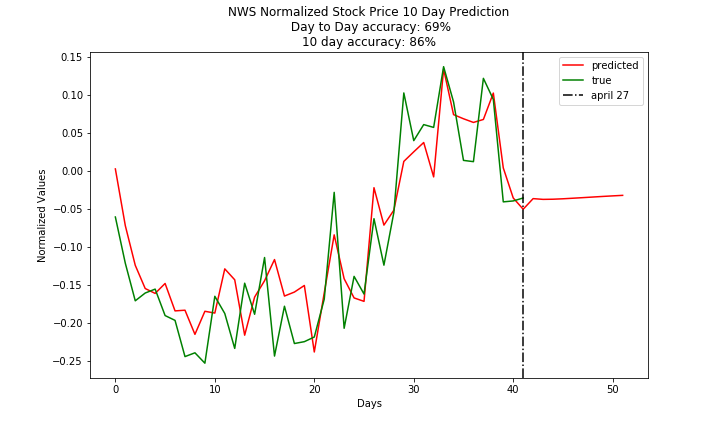 NWS Normalized Stock Price 10 Day Prediction
Day to Day accuracy: 69%
10 day accuracy: 86%
predicted
true
april 27
Normalized Values
0.15
0.10
0.05
0.00
−0.05
−0.10
−0.15
−0.20
−0.25
0 10 20 30 40 50
Days